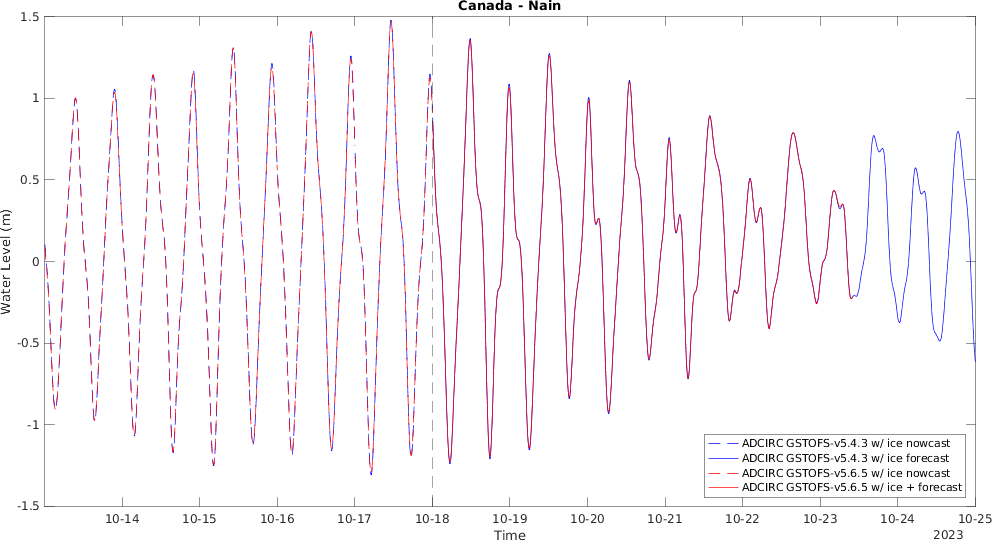 Canada - Nain
1.5
1
0.5
0
-0.5
-1
-1.5
Water Level (m)
10-14
10-15
10-16
10-17
10-18
10-19
10-20
10-21
10-22
10-23
10-24
10-25
Time
2023
ADCIRC GSTOFS-v5.4.3 w/ ice nowcast
ADCIRC GSTOFS-v5.4.3 w/ ice forecast
ADCIRC GSTOFS-v5.6.5 w/ ice nowcast
ADCIRC GSTOFS-v5.6.5 w/ ice + forecast